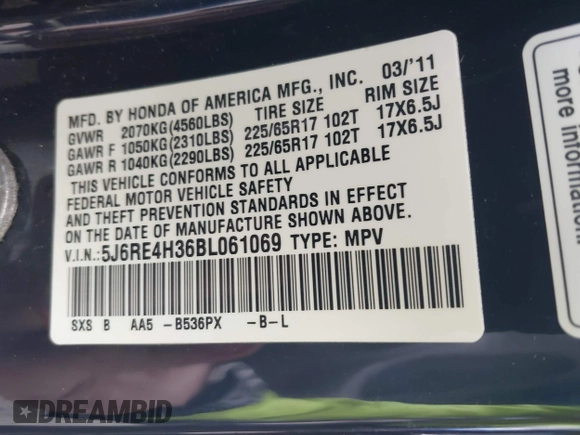 MFD. BY HONDA OF AMERICA MFG., INC. 03/'11
GVWR 2070KG(4560LBS) TIRE SIZE RIM SIZE
GAWR F 1050KG(2310LBS) 225/65R17 102T 17X6.5J
GAWR R 1040KG(2290LBS) 225/65R17 102T 17X6.5J
THIS VEHICLE CONFORMS TO ALL APPLICABLE
FEDERAL MOTOR VEHICLE SAFETY
AND THEFT PREVENTION STANDARDS IN EFFECT
ON THE DATE OF MANUFACTURE SHOWN ABOVE.
V.I.N.:5J6RE4H36BL061069 TYPE: MPV
SXS B AA5 -B536PX -B-L
more information
DREAMBID